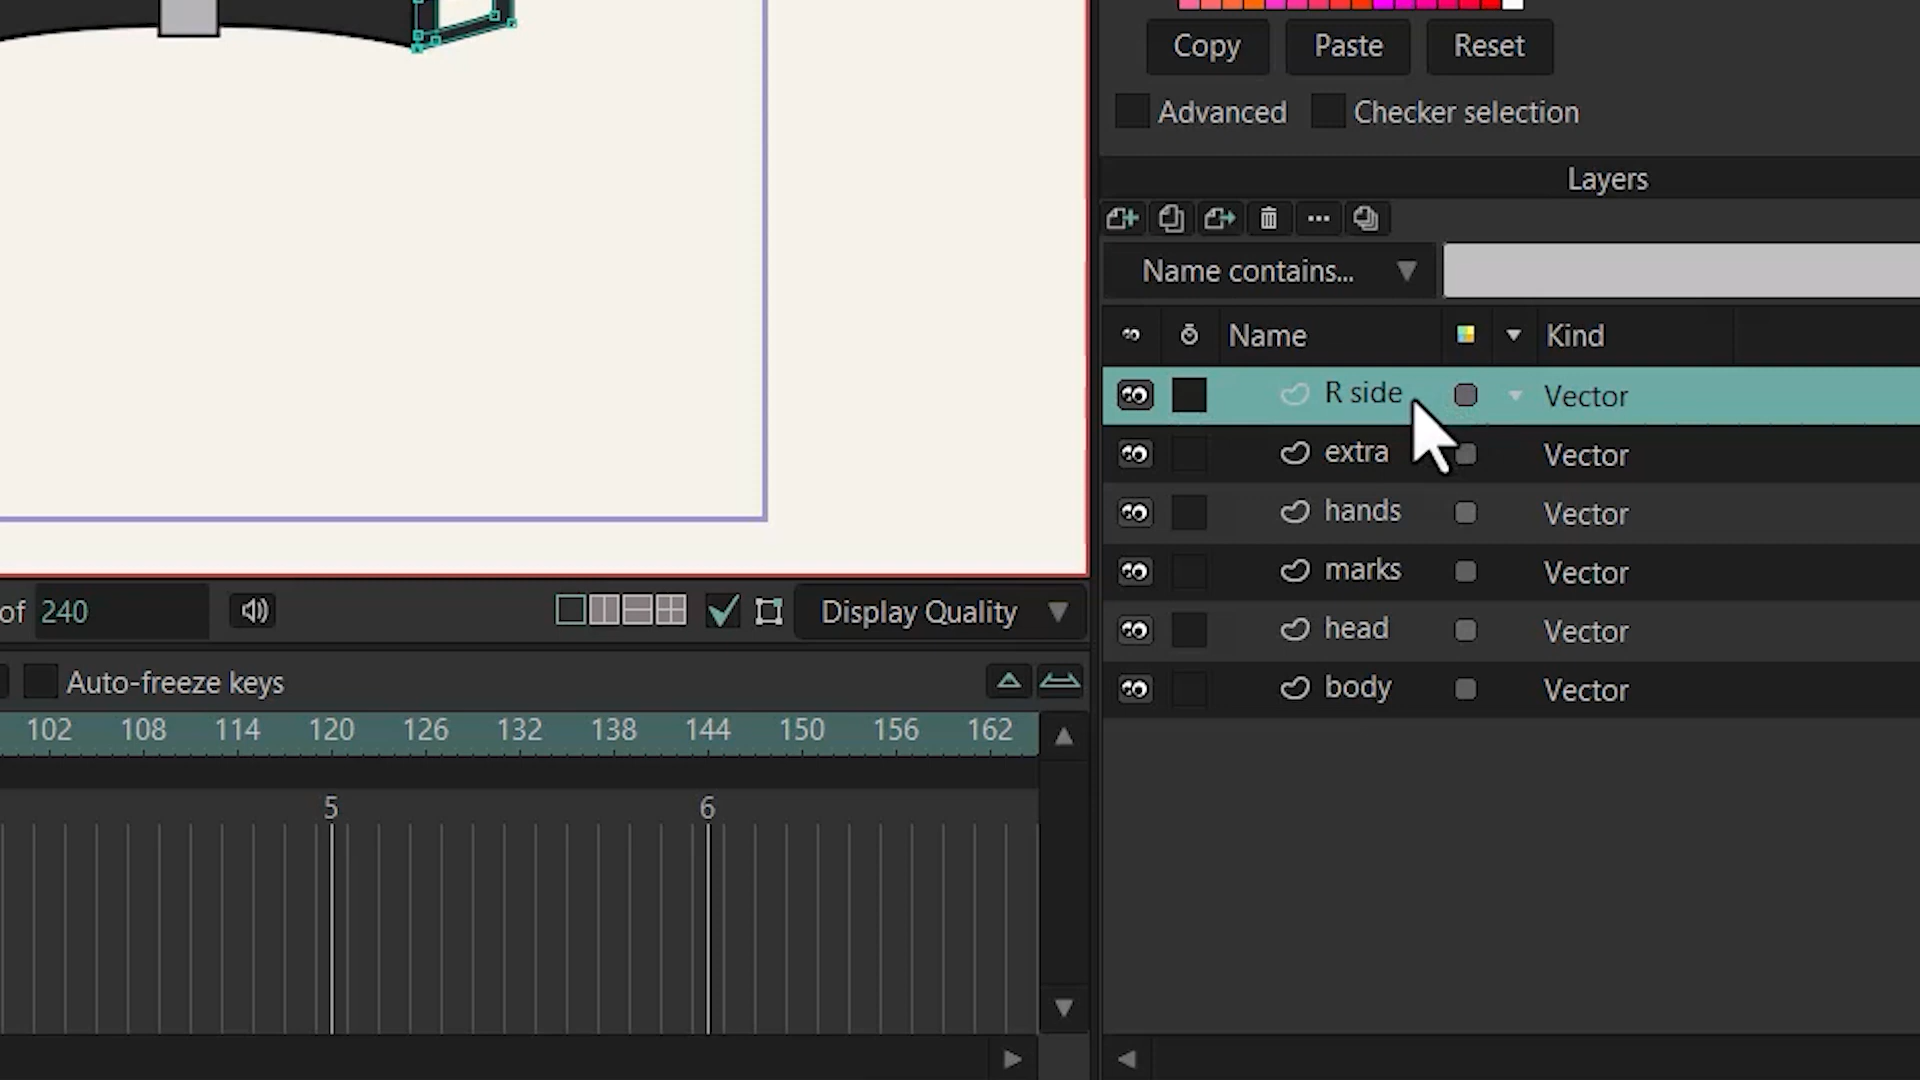 Copy Paste Reset
Advanced Checker selection
Layers
Name contains...
Name Kind
R side Vector
extra Vector
hands Vector
marks Vector
head Vector
body Vector
of 240 Display Quality
Auto-freeze keys
102 108 114 120 126 132 138 144 150 156 162
5 6